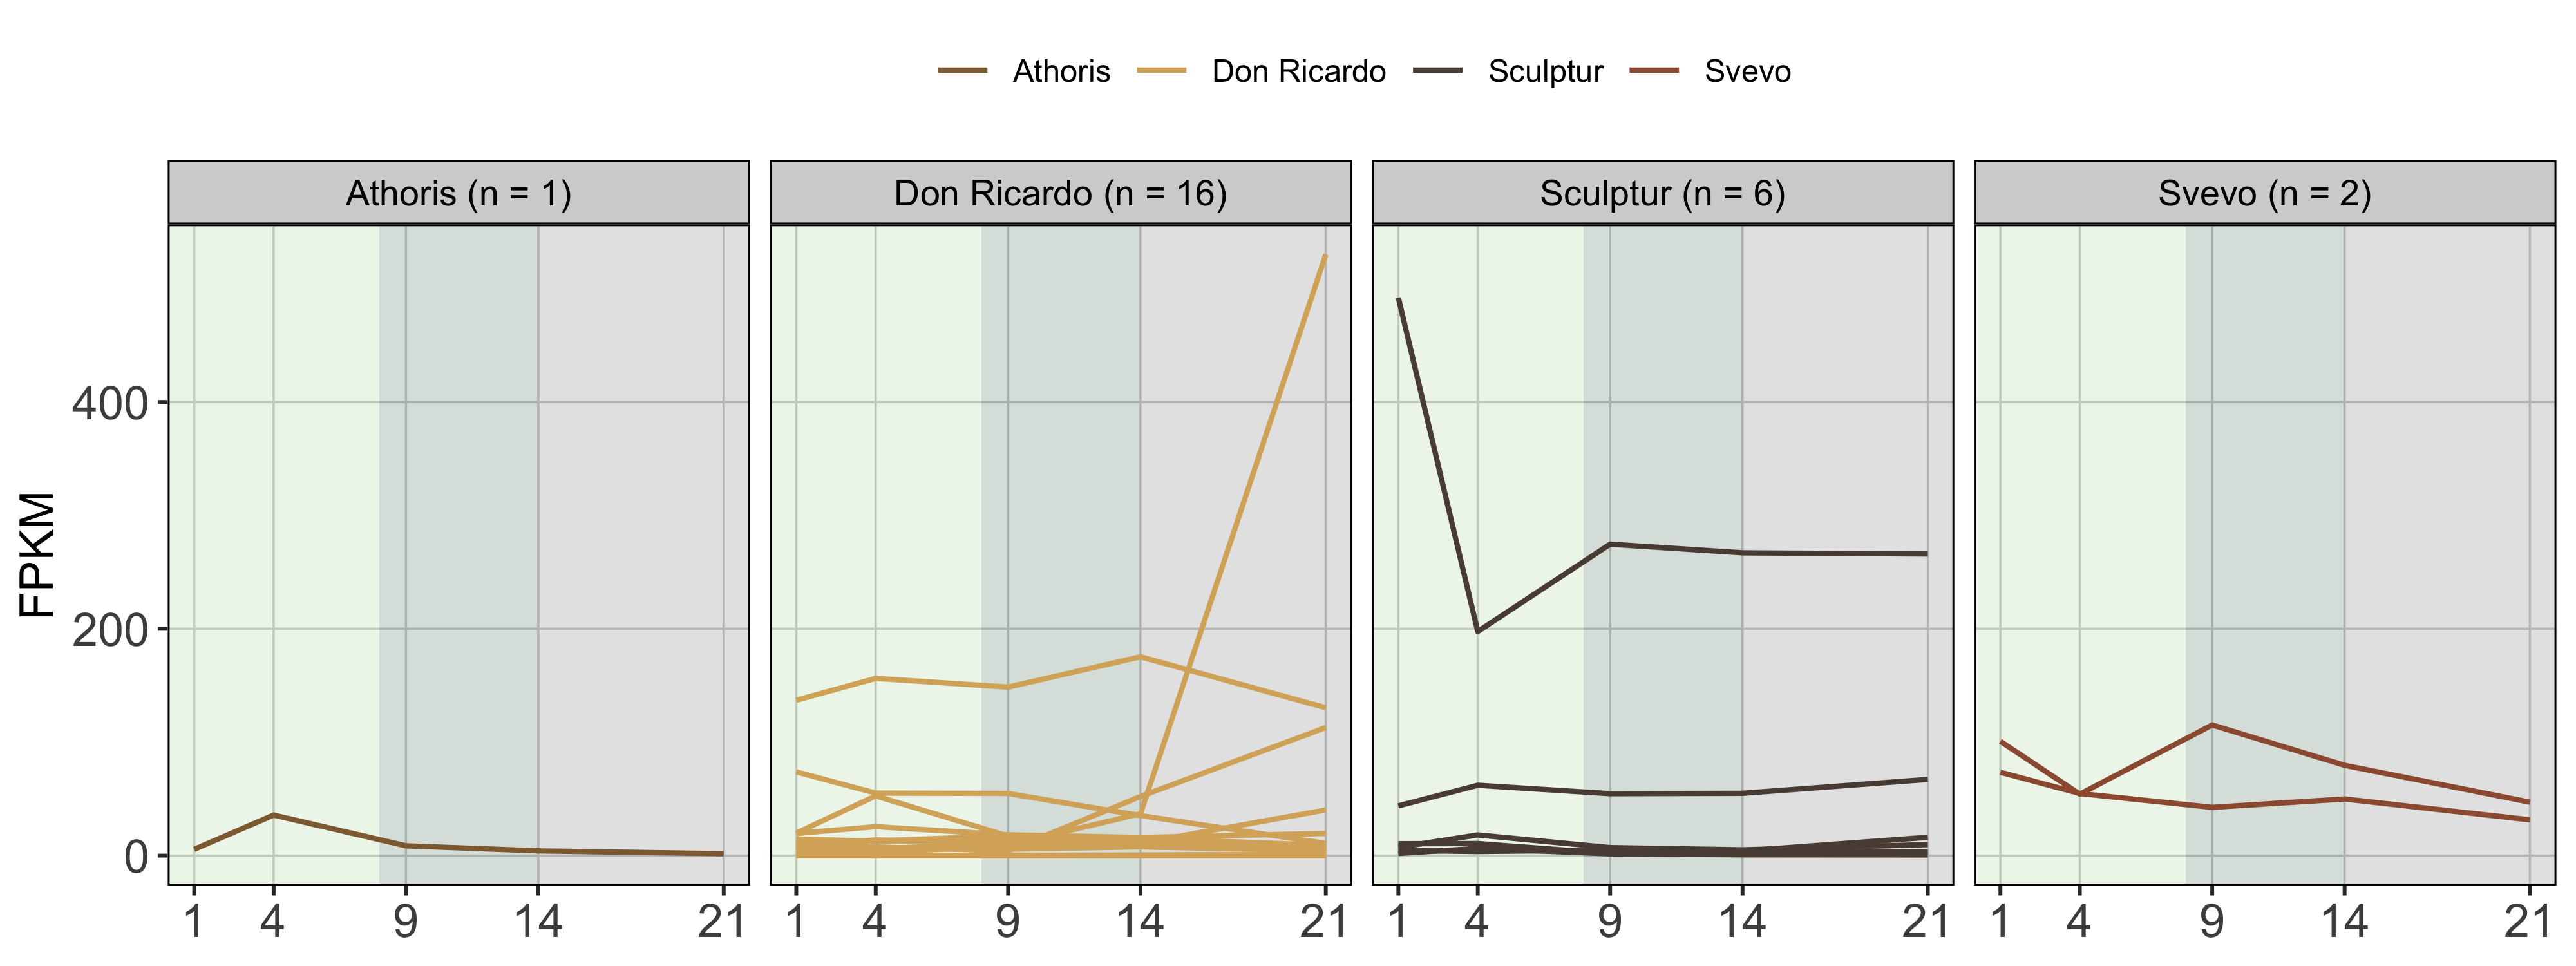 Athoris Don Ricardo Sculptur Svevo
Athoris (n = 1) Don Ricardo (n = 16) Sculptur (n = 6) Svevo (n = 2)
FPKM
400
200
0
1 4 9 14 21 1 4 9 14 21 1 4 9 14 21 1 4 9 14 21